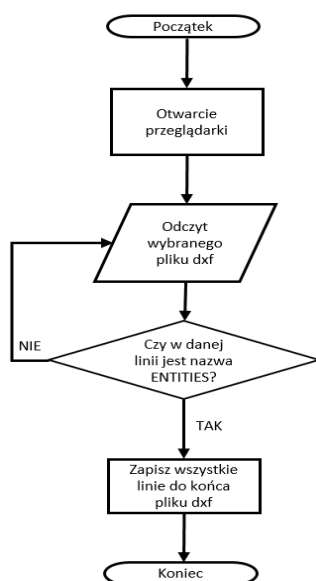 Początek
Otwarcie
przeglądarki
Odczyt
wybranego
pliku dxf
NIE
Czy w danej
linii jest nazwa
ENTITIES?
TAK
Zapisz wszystkie
linie do końca
pliku dxf
Koniec